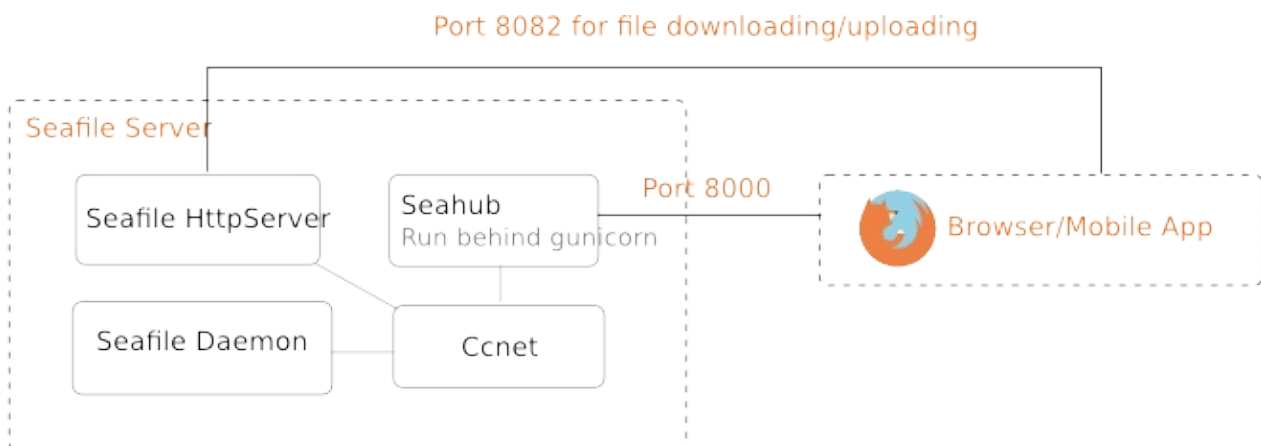 Port 8082 for file downloading/uploading
Seafile Server
Seafile HttpServer
Seahub
Run behind gunicorn
Port 8000
Browser/Mobile App
Seafile Daemon
Ccnet